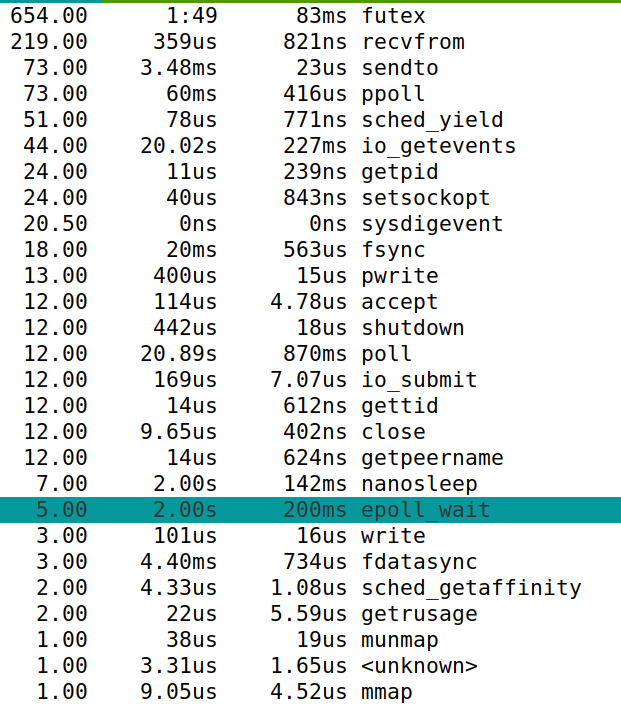 654.00 1:49 83ms futex
219.00 359us 821ns recvfrom
73.00 3.48ms 23us sendto
73.00 60ms 416us ppoll
51.00 78us 771ns sched_yield
44.00 20.02s 227ms io_getevents
24.00 11us 239ns getpid
24.00 40us 843ns setsockopt
20.50 0ns 0ns sysdigevent
18.00 20ms 563us fsync
13.00 400us 15us pwrite
12.00 114us 4.78us accept
12.00 442us 18us shutdown
12.00 20.89s 870ms poll
12.00 169us 7.07us io_submit
12.00 14us 612ns gettid
12.00 9.65us 402ns close
12.00 14us 624ns getpeername
7.00 2.00s 142ms nanosleep
5.00 2.00s 200ms epoll_wait
3.00 101us 16us write
3.00 4.40ms 734us fdatasync
2.00 4.33us 1.08us sched_getaffinity
2.00 22us 5.59us getrusage
1.00 38us 19us munmap
1.00 3.31us 1.65us <unknown>
1.00 9.05us 4.52us mmap